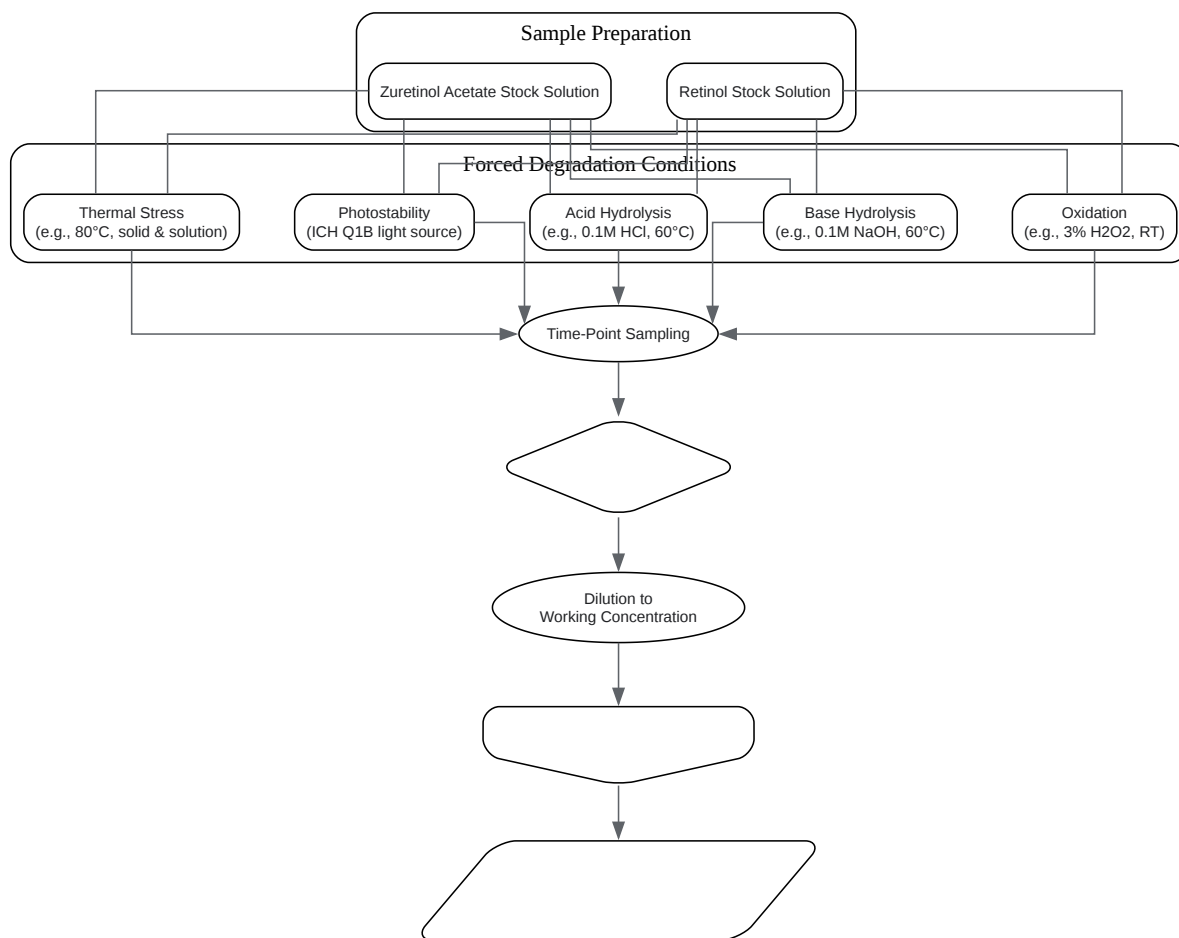 Sample Preparation
Zuretinol Acetate Stock Solution
Retinol Stock Solution
Forced Degradation Conditions
Thermal Stress
(e.g., 80°C, solid & solution)
Photostability
(ICH Q1B light source)
Acid Hydrolysis
(e.g., 0.1M HCl, 60°C)
Base Hydrolysis
(e.g., 0.1M NaOH, 60°C)
Oxidation
(e.g., 3% H2O2, RT)
Time-Point Sampling
Dilution to
Working Concentration